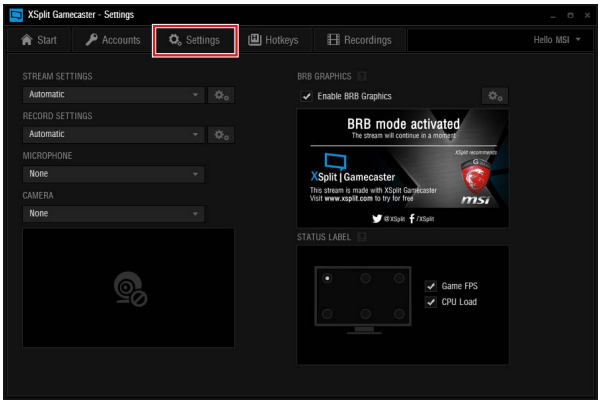 XSplit Gamecaster - Settings
Start
Accounts
Settings
Hotkeys
Recordings
Hello MSI
STREAM SETTINGS
Automatic
RECORD SETTINGS
Automatic
MICROPHONE
None
CAMERA
None
BRB GRAPHICS ?
Enable BRB Graphics
BRB mode activated
The stream will continue in a moment
XSplit recommends
XSplit | Gamecaster
This stream is made with XSplit Gamecaster
Visit www.xsplit.com to try for free
msi
@XSplit f /XSplit
STATUS LABEL ?
Game FPS
CPU Load